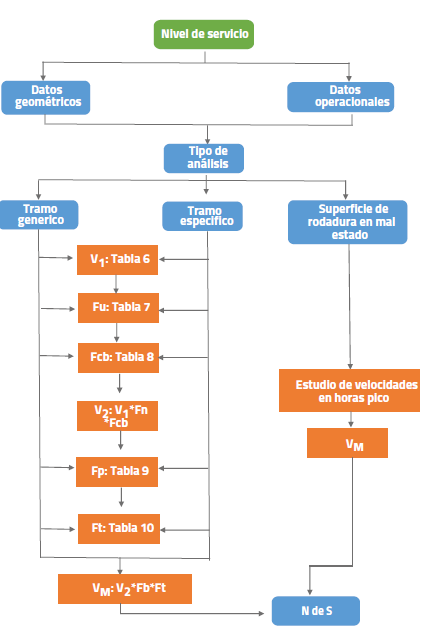 Nivel de servicio
Datos
geométricos
Datos
operacionales
Tipo de
análisis
Tramo
generico
Tramo
especifico
Superficie de
rodadura en mal
estado
V1: Tabla 6
Fu: Tabla 7
Fcb: Tabla 8
Estudio de velocidades
en horas pico
V2: V1*Fn
*Fcb
VM
Fp: Tabla 9
Ft: Tabla 10
VM: V2*Fb*Ft
N de S